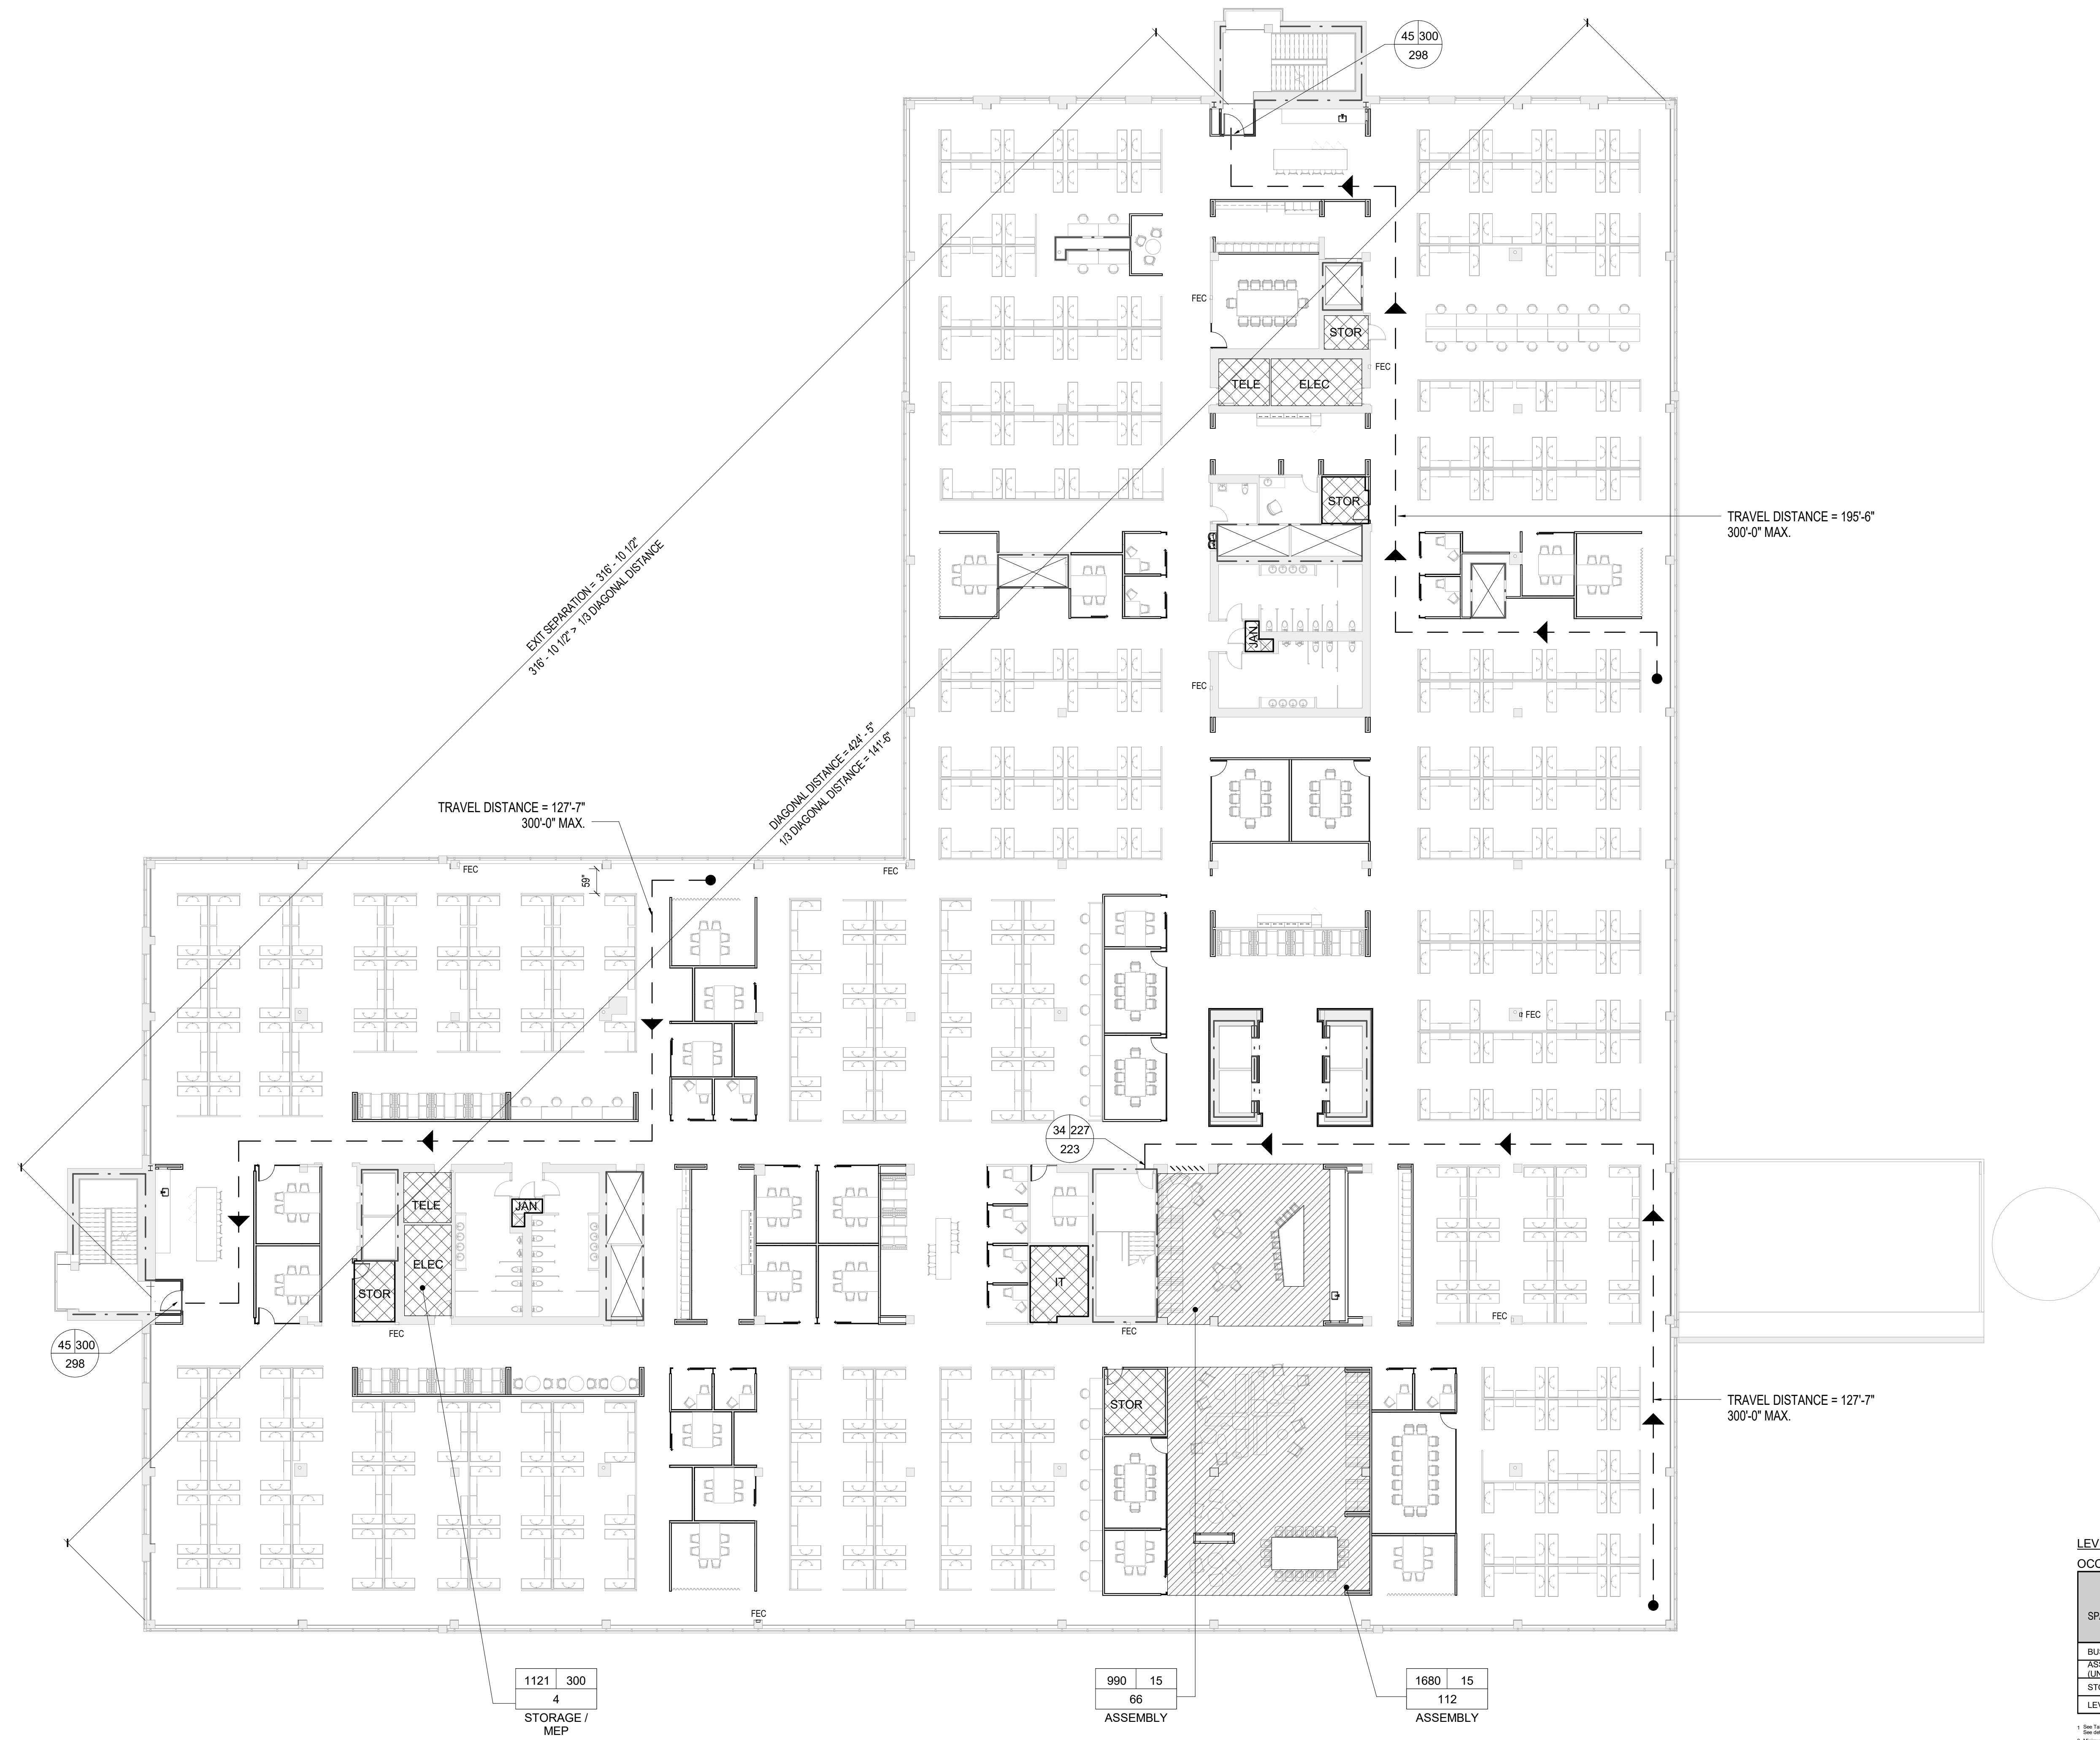 45 300
298
FEC
STOR
FEC
TELE
ELEC
STOR
TRAVEL DISTANCE = 195'-6"
300'-0" MAX.
EXIT SEPARATION = 316' - 10 1/2"
316' - 10 1/2" > 1/3 DIAGONAL DISTANCE
JAN
FEC
DIAGONAL DISTANCE = 424' - 5"
1/3 DIAGONAL DISTANCE = 141'-6"
TRAVEL DISTANCE = 127'-7"
300'-0" MAX.
FEC
59"
FEC
FEC
34 227
223
TELE
JAN
ELEC
STOR
IT
FEC
FEC
FEC
45 300
298
STOR
TRAVEL DISTANCE = 127'-7"
300'-0" MAX.
FEC
1121 300
4
STORAGE /
MEP
990 15
66
ASSEMBLY
1680 15
112
ASSEMBLY